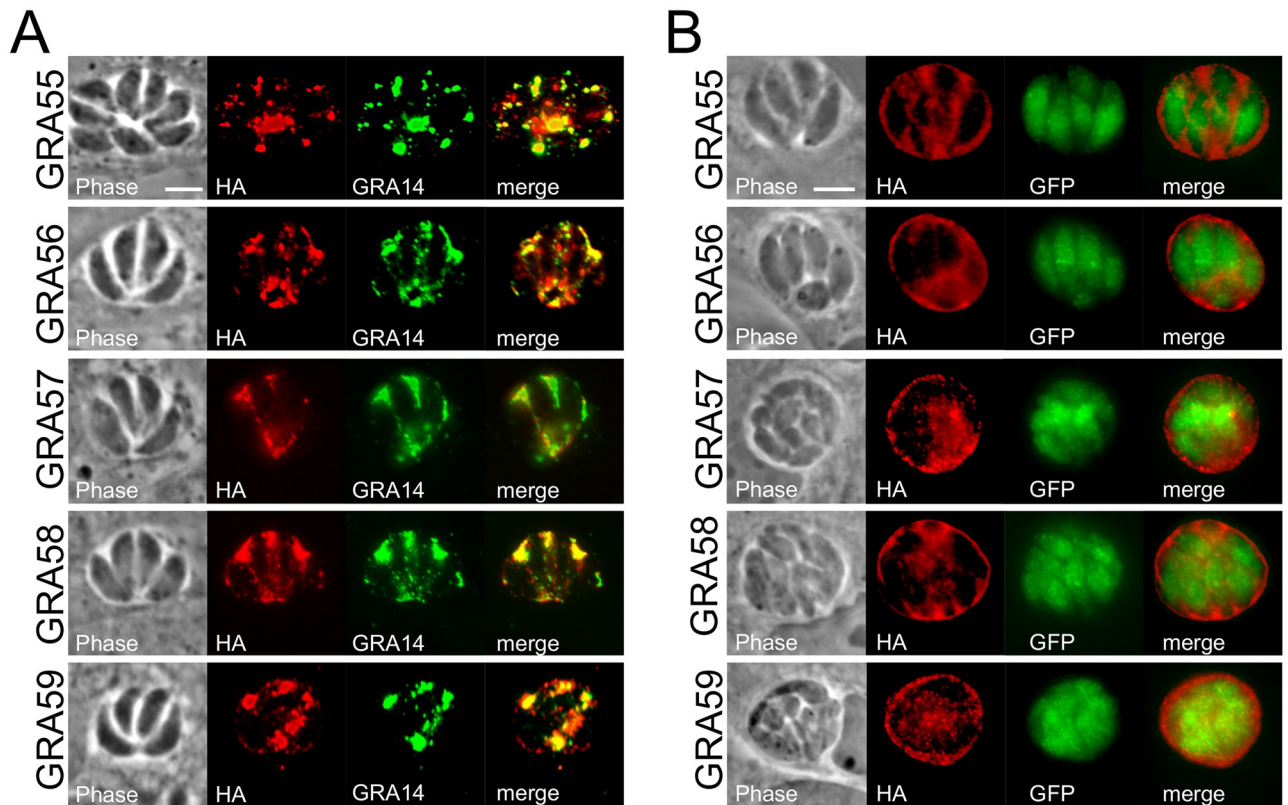 A
B
GRA55
Phase
HA
GRA14
merge
GRA55
Phase
HA
GFP
merge
GRA56
Phase
HA
GRA14
merge
GRA56
Phase
HA
GFP
merge
GRA57
Phase
HA
GRA14
merge
GRA57
Phase
HA
GFP
merge
GRA58
Phase
HA
GRA14
merge
GRA58
Phase
HA
GFP
merge
GRA59
Phase
HA
GRA14
merge
GRA59
Phase
HA
GFP
merge